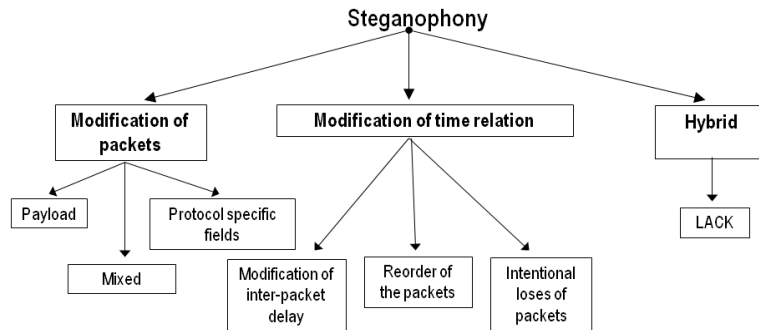 Steganophony
Modification of
packets
Modification of time relation
Hybrid
Payload
Protocol specific
fields
Mixed
LACK
Modification of
inter-packet
delay
Reorder of
the packets
Intentional
loses of
packets